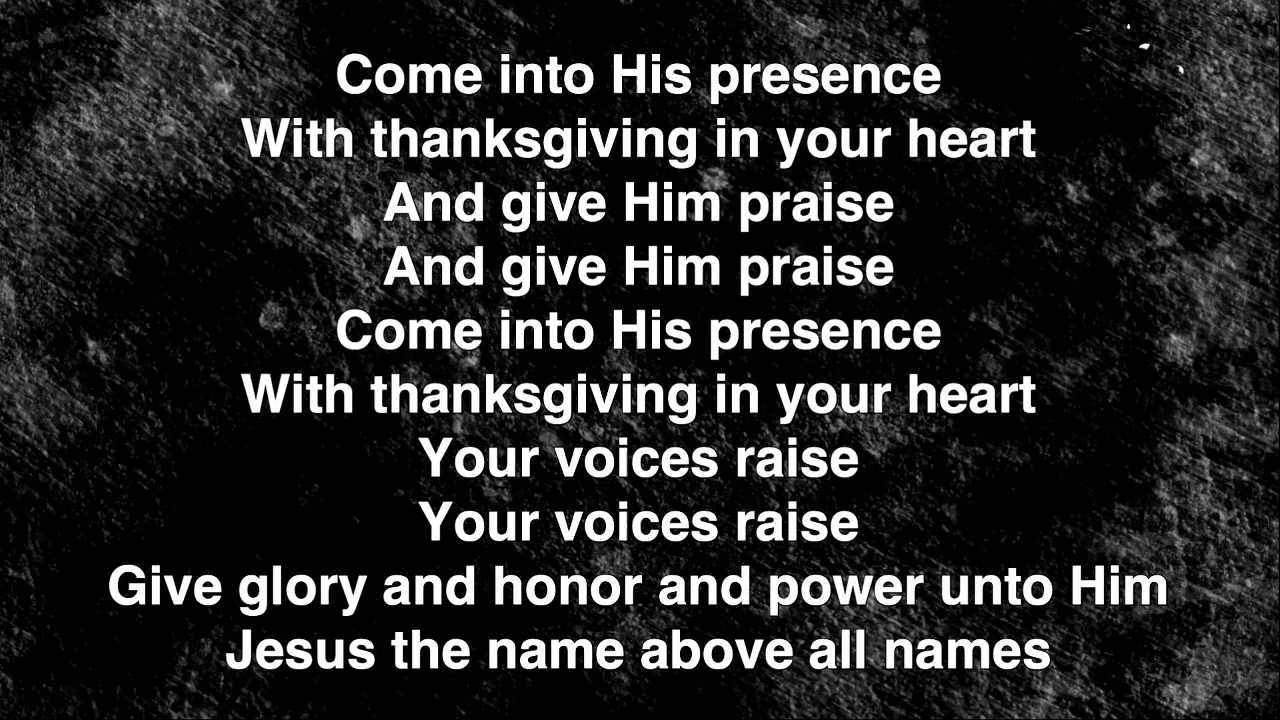 Come into His presence
With thanksgiving in your heart
And give Him praise
And give Him praise
Come into His presence
With thanksgiving in your heart
Your voices raise
Your voices raise
Give glory and honor and power unto Him
Jesus the name above all names